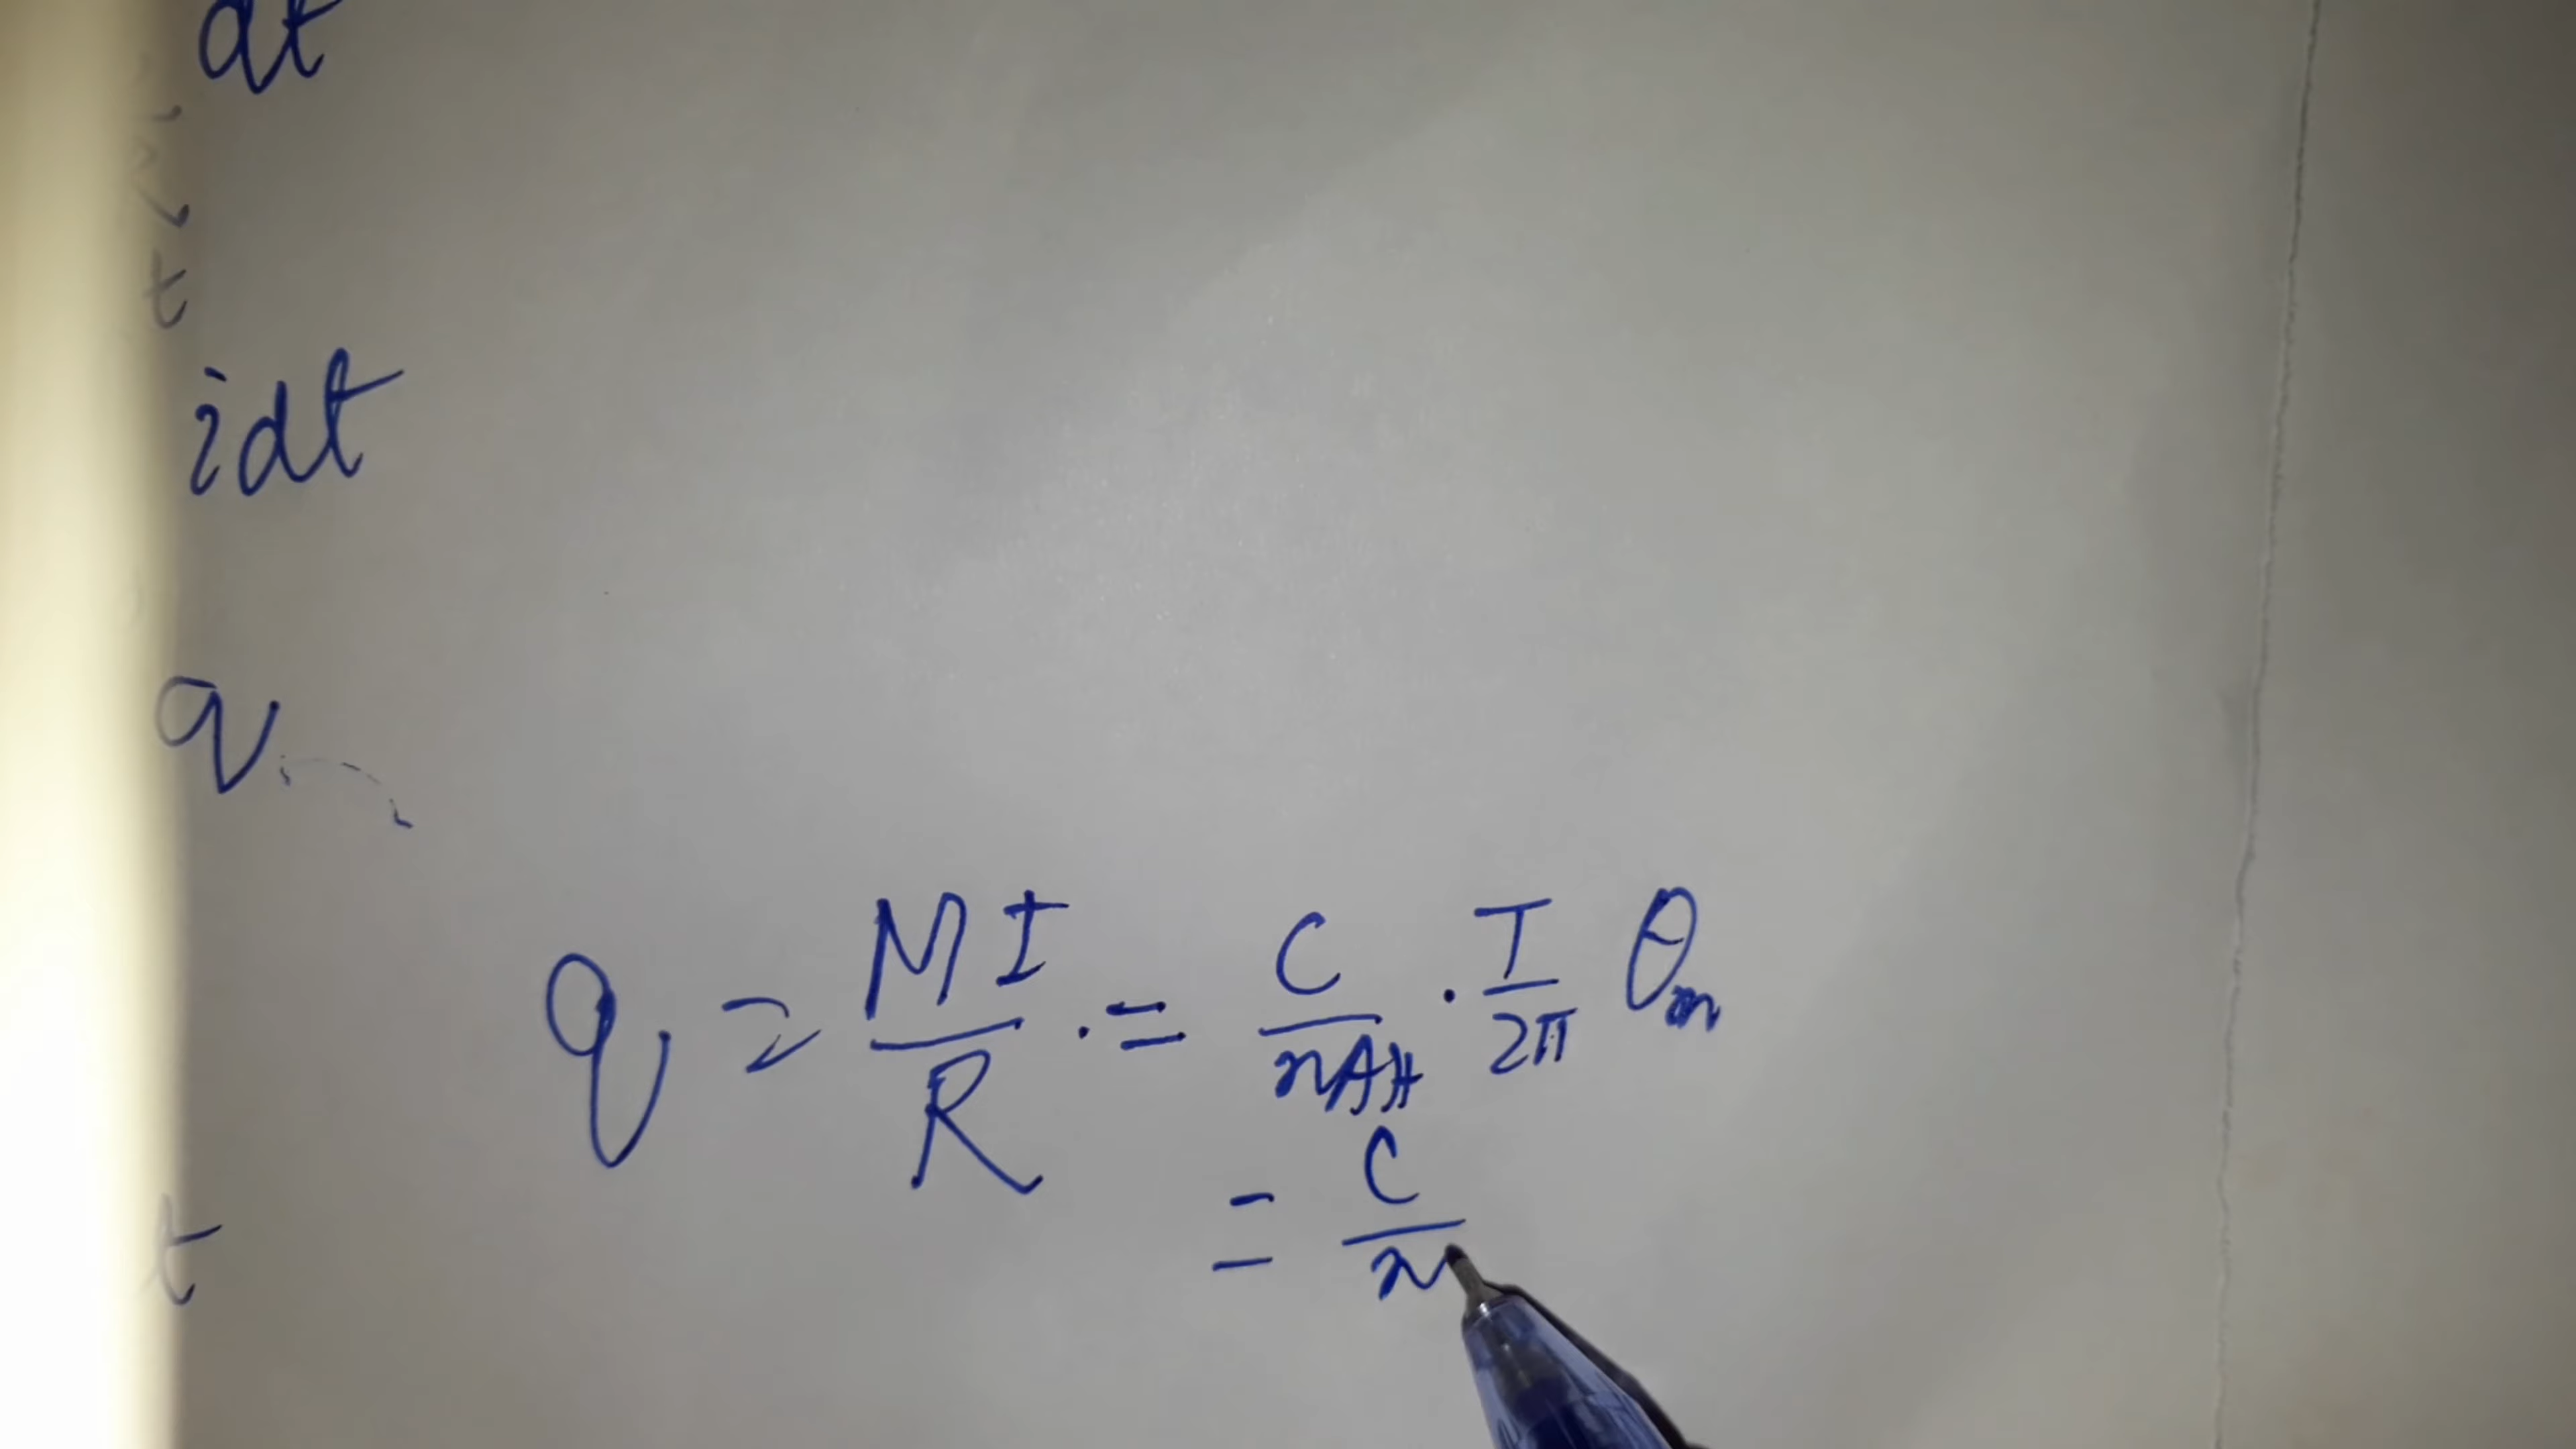 dt
idt
q
q = MI/R . = C/nAH . T/2π θm
= C/n
t